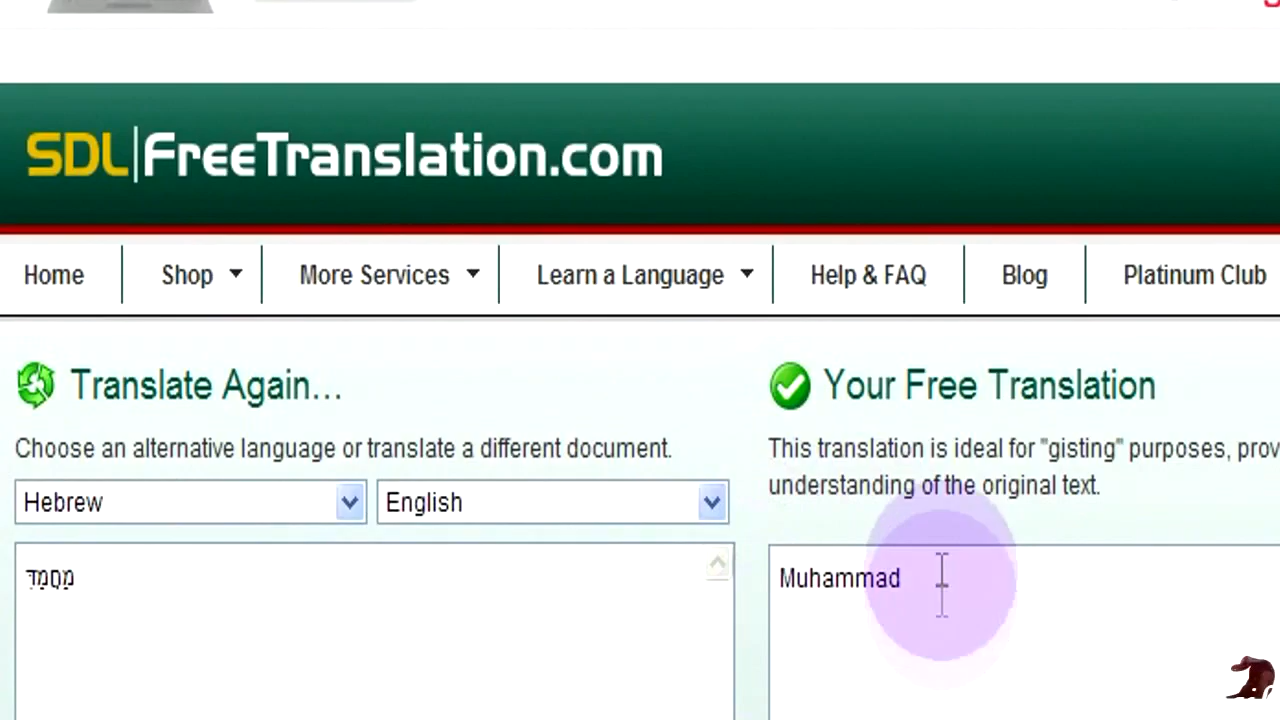 SDL|FreeTranslation.com
Home
Shop
More Services
Learn a Language
Help & FAQ
Blog
Platinum Club
Translate Again...
Choose an alternative language or translate a different document.
Hebrew
English
מַחֲמַדִּ
Your Free Translation
This translation is ideal for "gisting" purposes, prov
understanding of the original text.
Muhammad